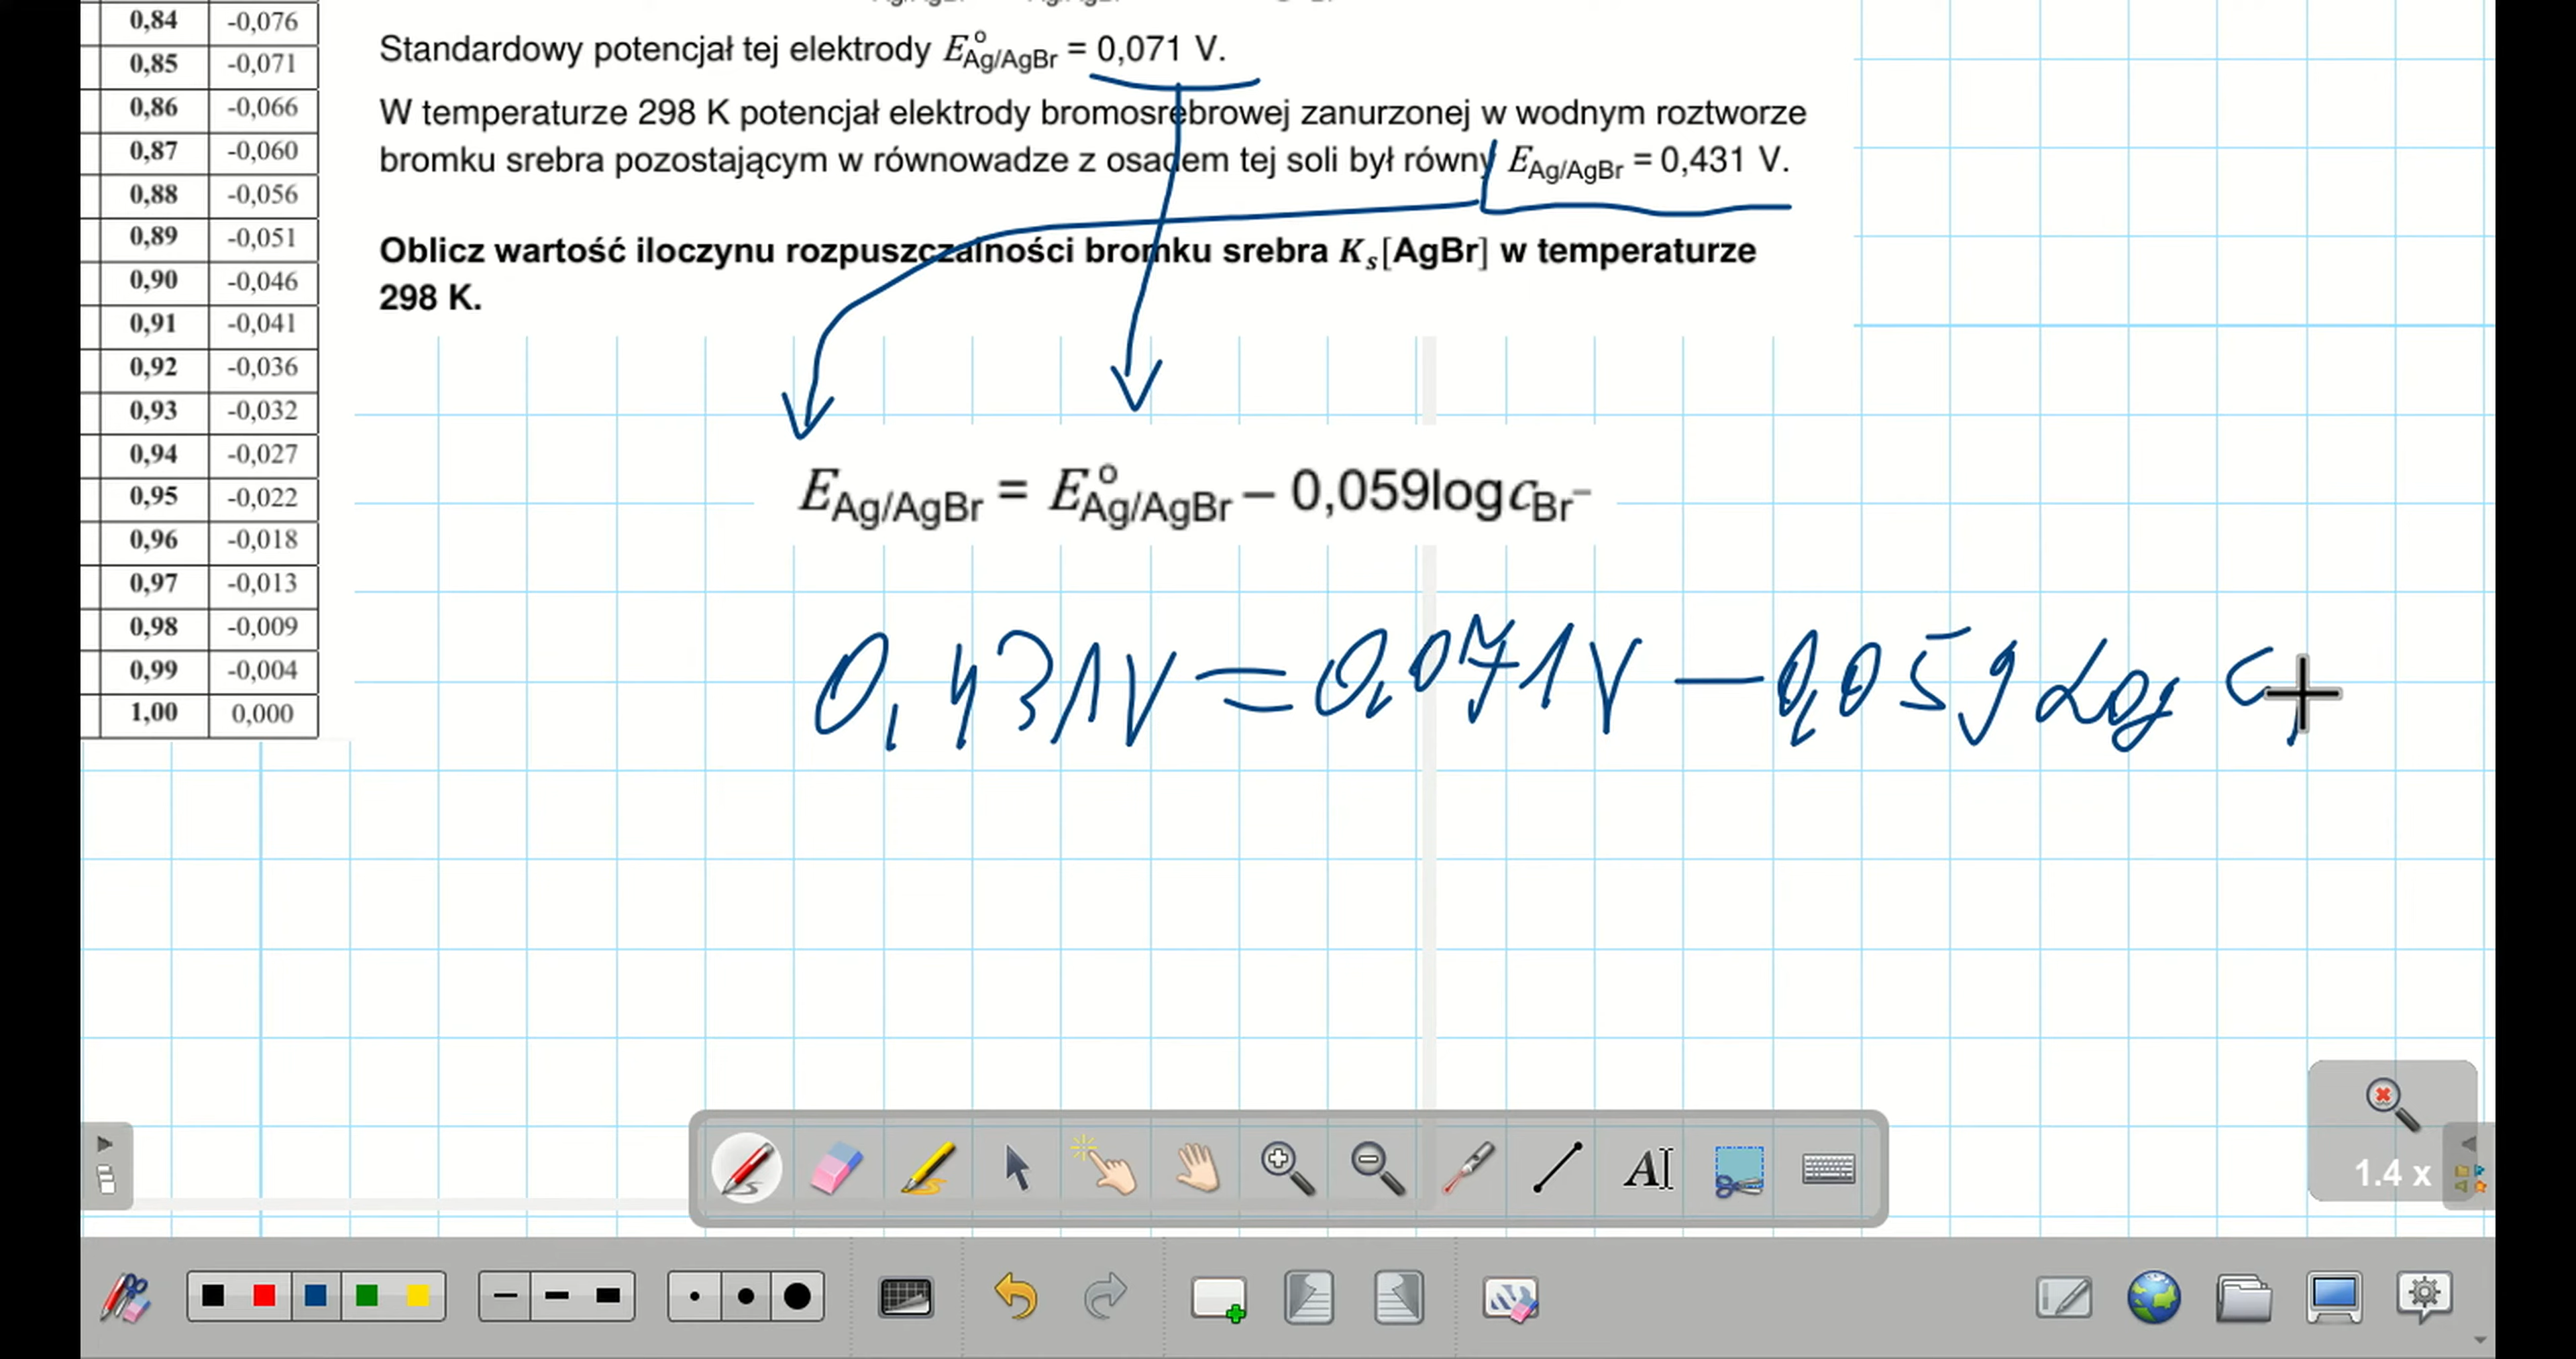 0,84 -0,076
0,85 -0,071
0,86 -0,066
0,87 -0,060
0,88 -0,056
0,89 -0,051
0,90 -0,046
0,91 -0,041
0,92 -0,036
0,93 -0,032
0,94 -0,027
0,95 -0,022
0,96 -0,018
0,97 -0,013
0,98 -0,009
0,99 -0,004
1,00 0,000
Standardowy potencjał tej elektrody E°Ag/AgBr = 0,071 V.
W temperaturze 298 K potencjał elektrody bromosrebrowej zanurzonej w wodnym roztworze
bromku srebra pozostającym w równowadze z osadem tej soli był równy EAg/AgBr = 0,431 V.
Oblicz wartość iloczynu rozpuszczalności bromku srebra Ks[AgBr] w temperaturze
298 K.
EAg/AgBr = E°Ag/AgBr – 0,059logcBr⁻
0,431V = 0,071V – 0,059 Log C
AI
1.4 x